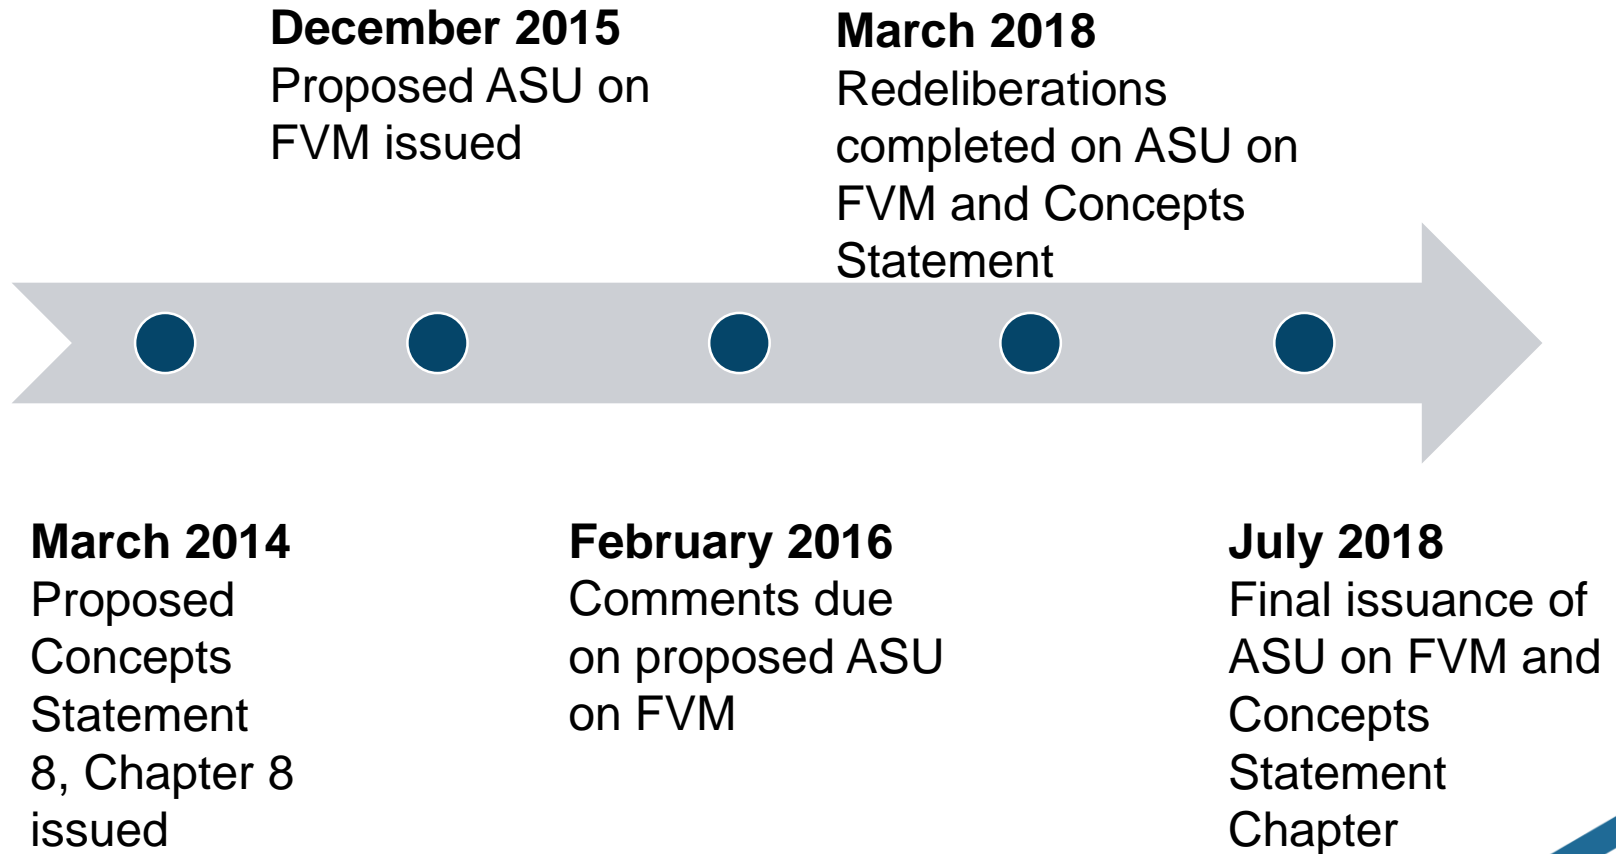 December 2015
Proposed ASU on
FVM issued
March 2018
Redeliberations
completed on ASU on
FVM and Concepts
Statement
March 2014
Proposed
Concepts
Statement
8, Chapter 8
issued
February 2016
Comments due
on proposed ASU
on FVM
July 2018
Final issuance of
ASU on FVM and
Concepts
Statement
Chapter